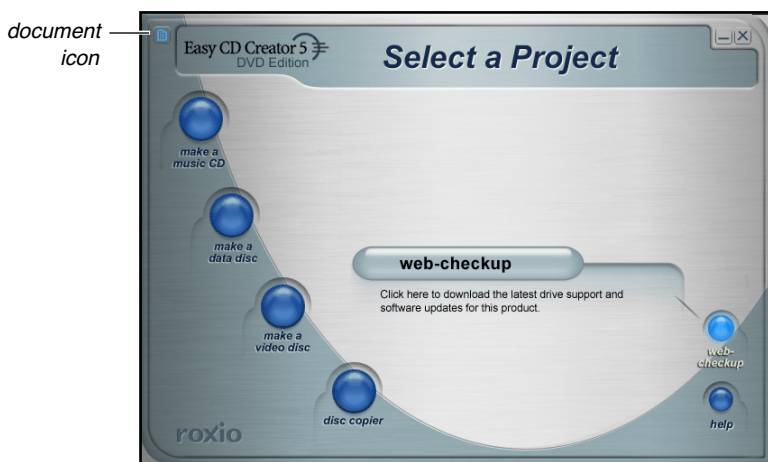 document
icon
Easy CD Creator 5
DVD Edition
Select a Project
make a
music CD
make a
data disc
web-checkup
Click here to download the latest drive support and
software updates for this product.
make a
video disc
web-
checkup
disc copier
help
roxio